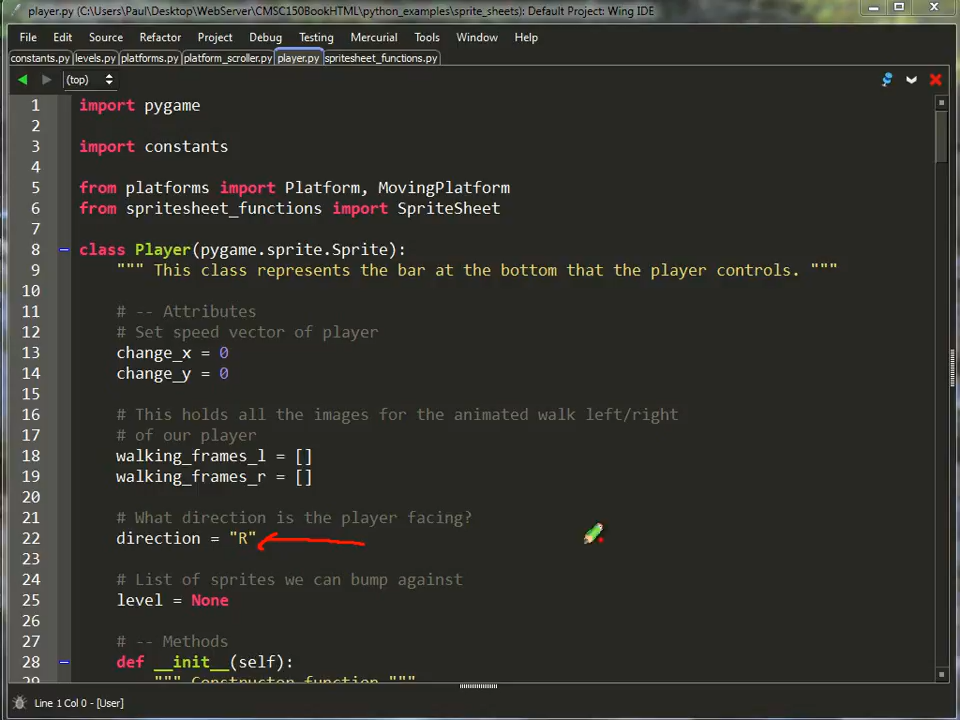 player.py (C:\Users\Paul\Desktop\WebServer\CMSC150BookHTML\python_examples\sprite_sheets): Default Project: Wing IDE
File Edit Source Refactor Project Debug Testing Mercurial Tools Window Help
constants.py levels.py platforms.py platform_scroller.py player.py spritesheet_functions.py
(top)
1 import pygame
2
3 import constants
4
5 from platforms import Platform, MovingPlatform
6 from spritesheet_functions import SpriteSheet
7
8 class Player(pygame.sprite.Sprite):
9 """ This class represents the bar at the bottom that the player controls. """
10
11 # -- Attributes
12 # Set speed vector of player
13 change_x = 0
14 change_y = 0
15
16 # This holds all the images for the animated walk left/right
17 # of our player
18 walking_frames_l = []
19 walking_frames_r = []
20
21 # What direction is the player facing?
22 direction = "R"
23
24 # List of sprites we can bump against
25 level = None
26
27 # -- Methods
28 def __init__(self):
29 """ Constructor function """
Line 1 Col 0 - [User]